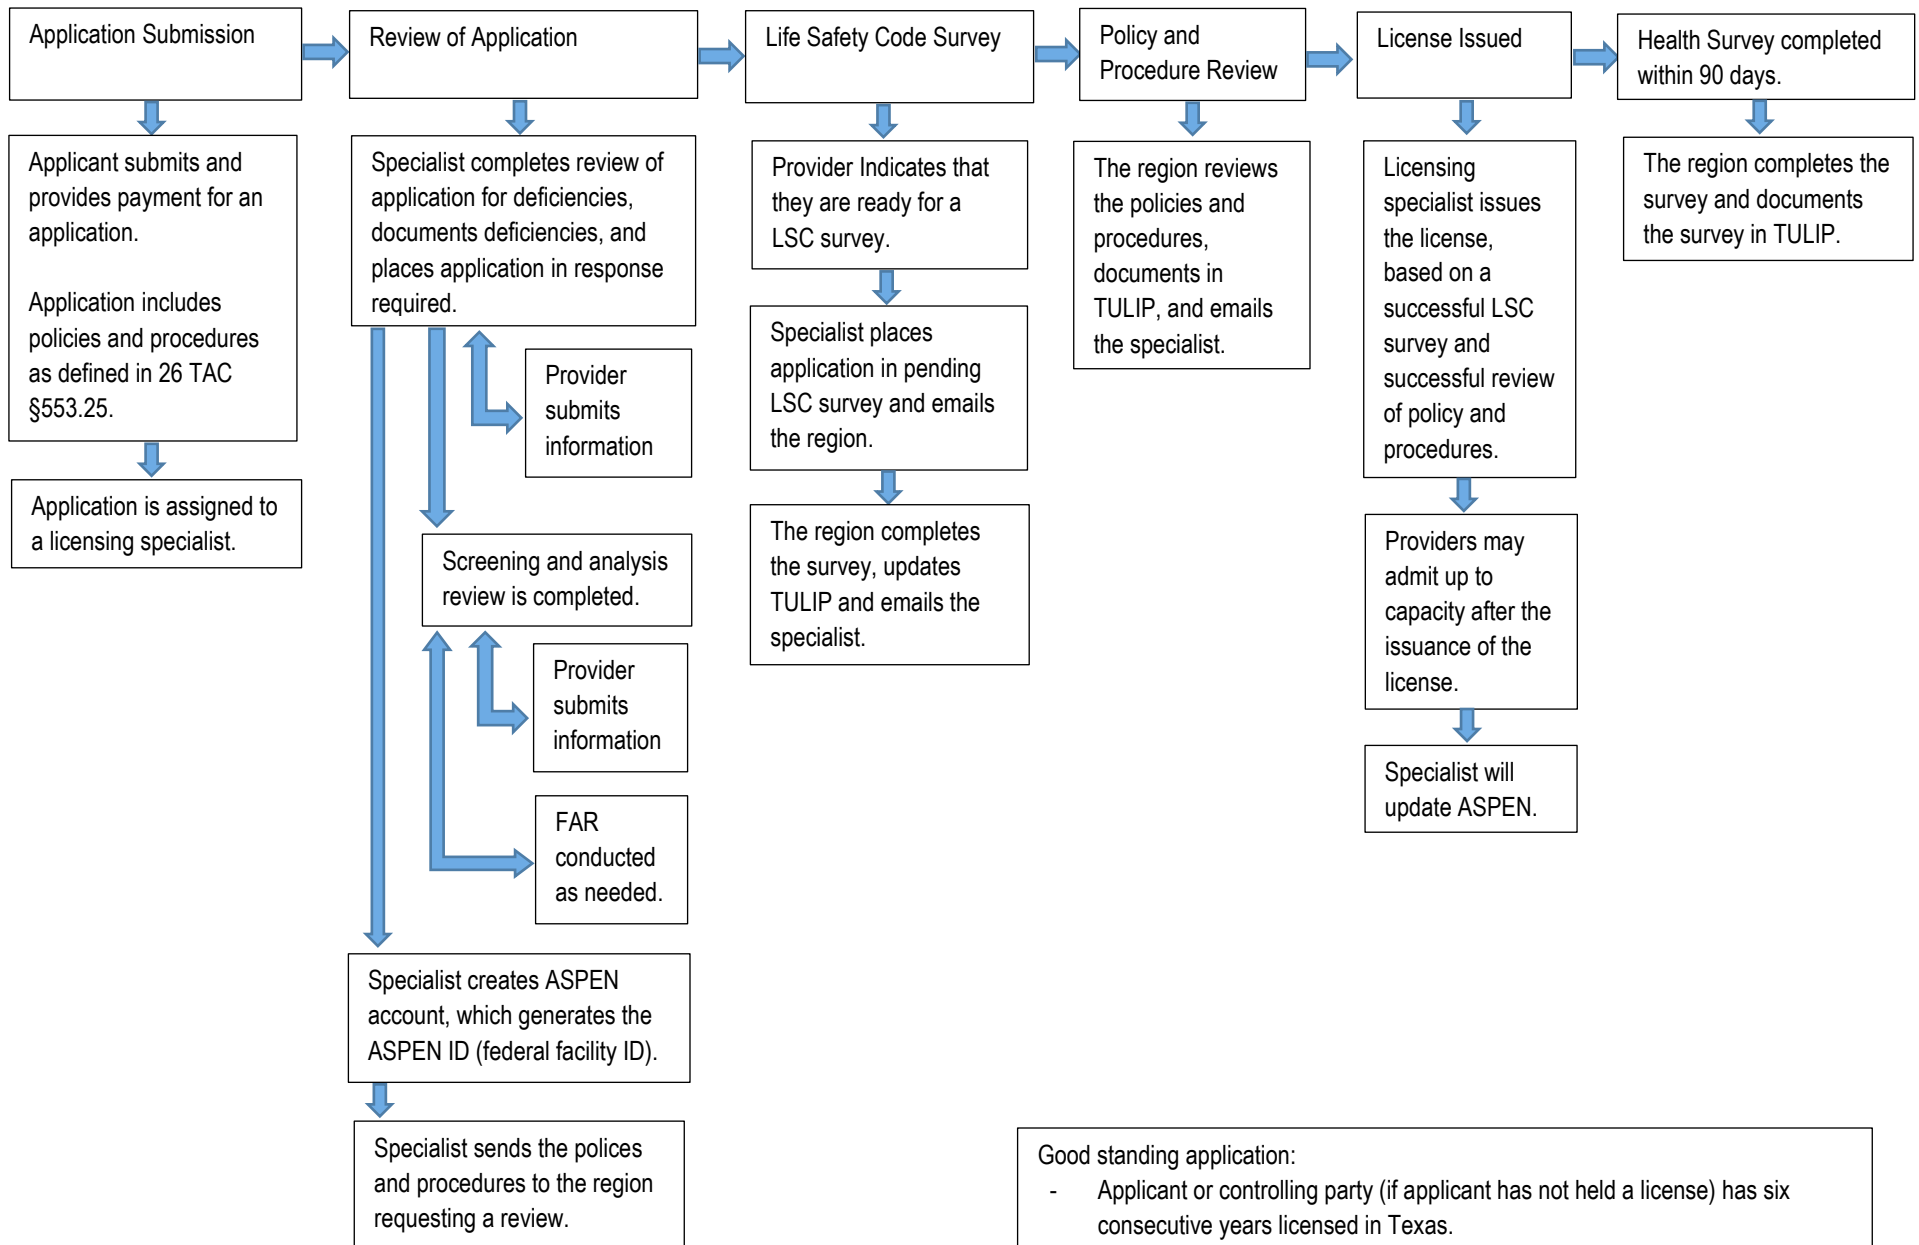 Application Submission
Applicant submits and
provides payment for an
application.
Application includes
policies and procedures
as defined in 26 TAC
§553.25.
Application is assigned to
a licensing specialist.
Review of Application
Specialist completes review of
application for deficiencies,
documents deficiencies, and
places application in response
required.
Provider
submits
information
Screening and analysis
review is completed.
Provider
submits
information
FAR
conducted
as needed.
Specialist creates ASPEN
account, which generates the
ASPEN ID (federal facility ID).
Specialist sends the polices
and procedures to the region
requesting a review.
Life Safety Code Survey
Provider Indicates that
they are ready for a
LSC survey.
Specialist places
application in pending
LSC survey and emails
the region.
The region completes
the survey, updates
TULIP and emails the
specialist.
Policy and
Procedure Review
The region reviews
the policies and
procedures,
documents in
TULIP, and emails
the specialist.
License Issued
Licensing
specialist issues
the license,
based on a
successful LSC
survey and
successful review
of policy and
procedures.
Providers may
admit up to
capacity after the
issuance of the
license.
Specialist will
update ASPEN.
Health Survey completed
within 90 days.
The region completes the
survey and documents
the survey in TULIP.
Good standing application:
- Applicant or controlling party (if applicant has not held a license) has six
consecutive years licensed in Texas.